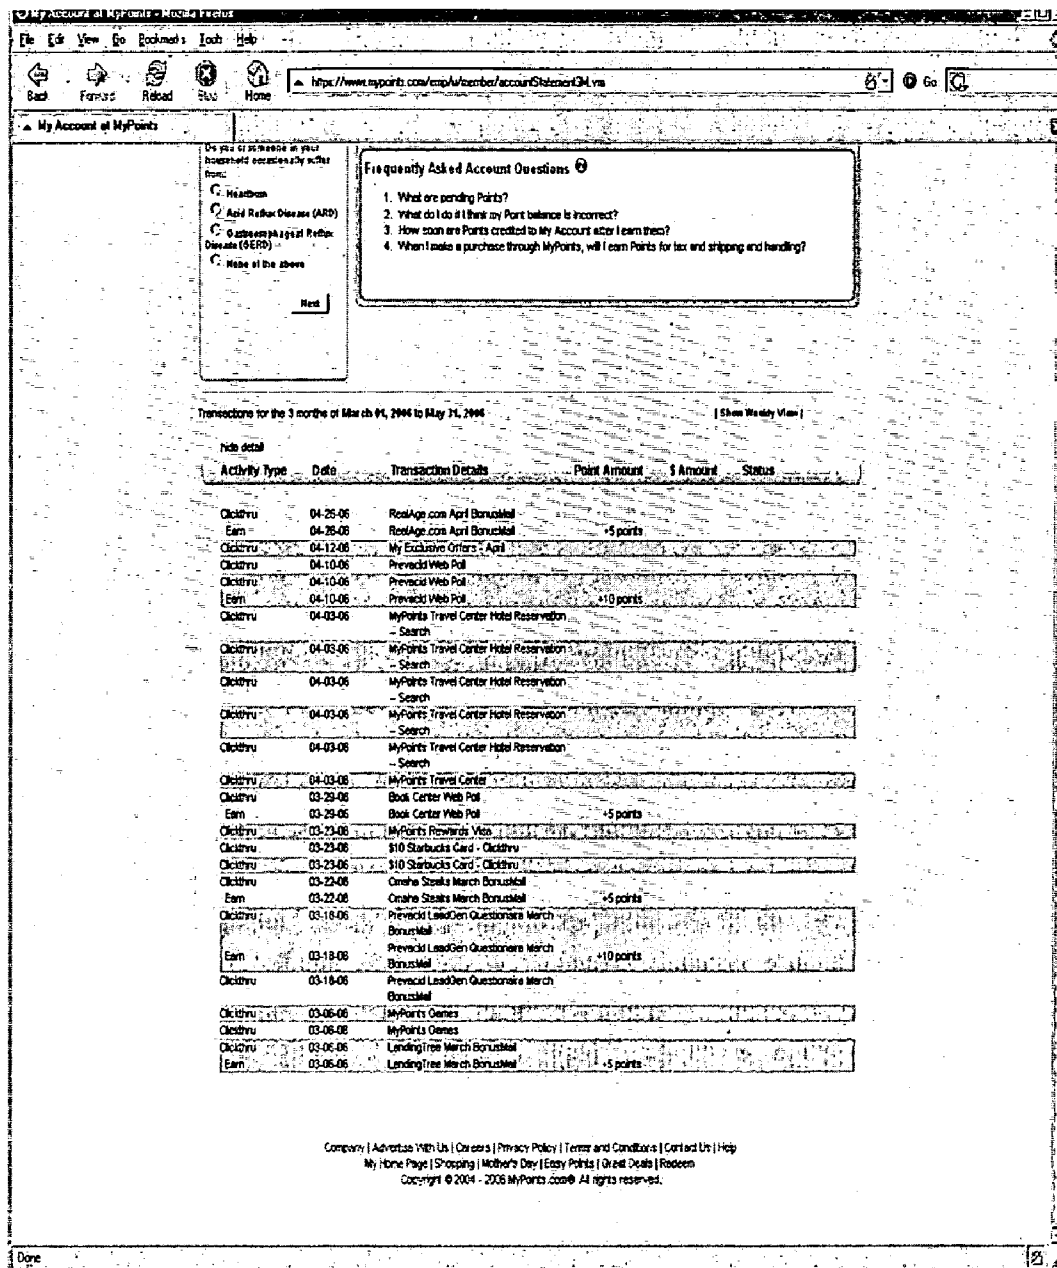 My Account at MyPoints - Mozilla Firefox
File Edit View Go Bookmarks Tools Help
Back Forward Reload Stop Home
Go
My Account at MyPoints
Do you or someone in your
household occasionally suffer
from:
Heartburn
Acid Reflux Disease (ARD)
Gastroesophageal Reflux
Disease (GERD)
None of the above
Next
Frequently Asked Account Questions
1. What are pending Points?
2. What do I do if I think my Point balance is incorrect?
3. How soon are Points credited to My Account after I earn them?
4. When I make a purchase through MyPoints, will I earn Points for tax and shipping and handling?
Transactions for the 3 months of March 01, 2006 to May 31, 2006
[ Show Weekly View ]
hide detail
Activity Type Date Transaction Details Point Amount $ Amount Status
Clickthru 04-26-06 RealAge.com April BonusMail
Earn 04-26-06 RealAge.com April BonusMail +5 points
Clickthru 04-12-06 My Exclusive Offers - April
Clickthru 04-10-06 Prevacid Web Poll
Clickthru 04-10-06 Prevacid Web Poll
Earn 04-10-06 Prevacid Web Poll +10 points
Clickthru 04-03-06 MyPoints Travel Center Hotel Reservation
-- Search
Clickthru 04-03-06 MyPoints Travel Center Hotel Reservation
-- Search
Clickthru 04-03-06 MyPoints Travel Center Hotel Reservation
-- Search
Clickthru 04-03-06 MyPoints Travel Center Hotel Reservation
-- Search
Clickthru 04-03-06 MyPoints Travel Center Hotel Reservation
-- Search
Clickthru 04-03-06 MyPoints Travel Center
Clickthru 03-29-06 Book Center Web Poll
Earn 03-29-06 Book Center Web Poll +5 points
Clickthru 03-23-06 MyPoints Rewards Visa
Clickthru 03-23-06 $10 Starbucks Card - Clickthru
Clickthru 03-23-06 $10 Starbucks Card - Clickthru
Clickthru 03-22-06 Omaha Steaks March BonusMail
Earn 03-22-06 Omaha Steaks March BonusMail +5 points
Clickthru 03-18-06 Prevacid LeadGen Questionaire March
BonusMail
Earn 03-18-06 Prevacid LeadGen Questionaire March
BonusMail +10 points
Clickthru 03-18-06 Prevacid LeadGen Questionaire March
BonusMail
Clickthru 03-06-06 MyPoints Games
Clickthru 03-06-06 MyPoints Games
Clickthru 03-06-06 LendingTree March BonusMail
Earn 03-06-06 LendingTree March BonusMail +5 points
Company | Advertise With Us | Careers | Privacy Policy | Terms and Conditions | Contact Us | Help
My Home Page | Shopping | Mother's Day | Easy Points | Great Deals | Redeem
Copyright © 2004 - 2006 MyPoints.com® All rights reserved.
Done